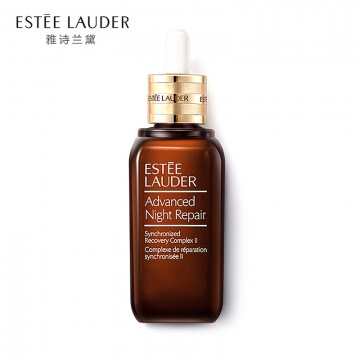 ESTĒE LAUDER
雅诗兰黛
ESTĒE LAUDER
ESTĒE
LAUDER
Advanced
Night Repair
Synchronized
Recovery Complex II
Complexe de réparation
synchronisée II